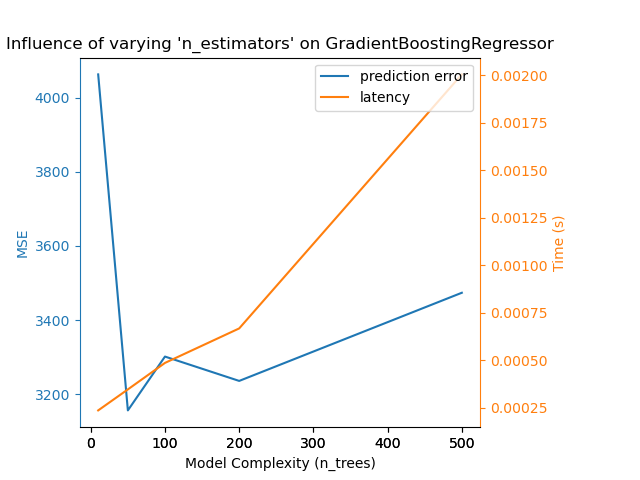 Influence of varying 'n_estimators' on GradientBoostingRegressor
prediction error
latency
4000
3800
3600
3400
3200
MSE
0.00200
0.00175
0.00150
0.00125
0.00100
0.00075
0.00050
0.00025
Time (s)
0 100 200 300 400 500
Model Complexity (n_trees)